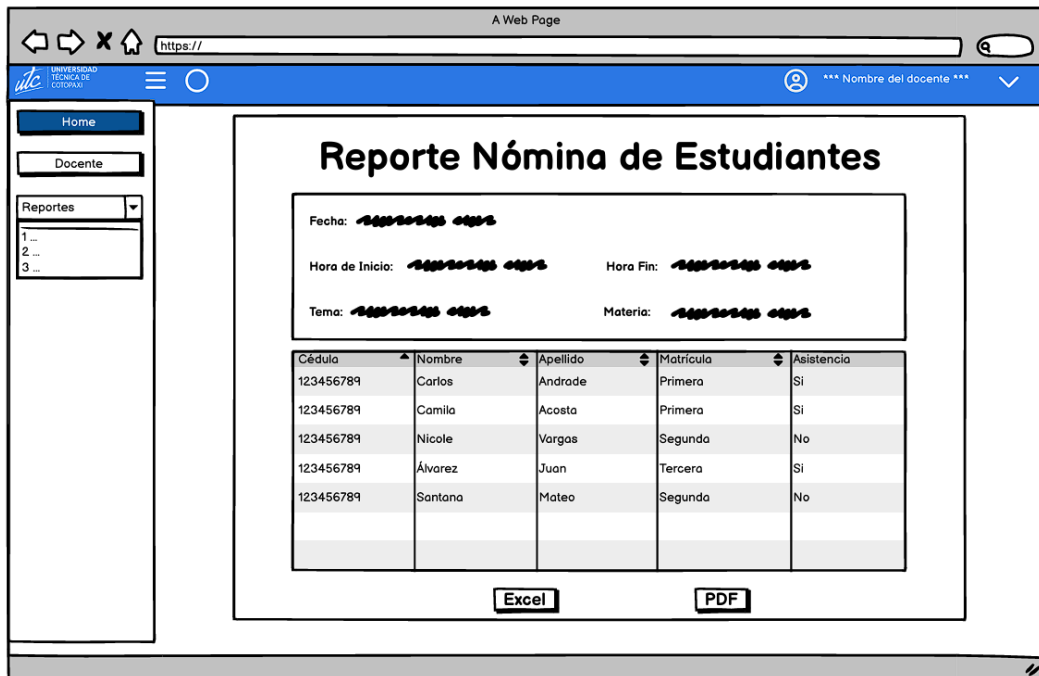 A Web Page
https://
utc UNIVERSIDAD TÉCNICA DE COTOPAXI
*** Nombre del docente ***
Home
Docente
Reportes
1 ...
2 ...
3 ...
Reporte Nómina de Estudiantes
Fecha:
Hora de Inicio: Hora Fin:
Tema: Materia:
Cédula Nombre Apellido Matrícula Asistencia
123456789 Carlos Andrade Primera Si
123456789 Camila Acosta Primera Si
123456789 Nicole Vargas Segunda No
123456789 Álvarez Juan Tercera Si
123456789 Santana Mateo Segunda No
Excel PDF